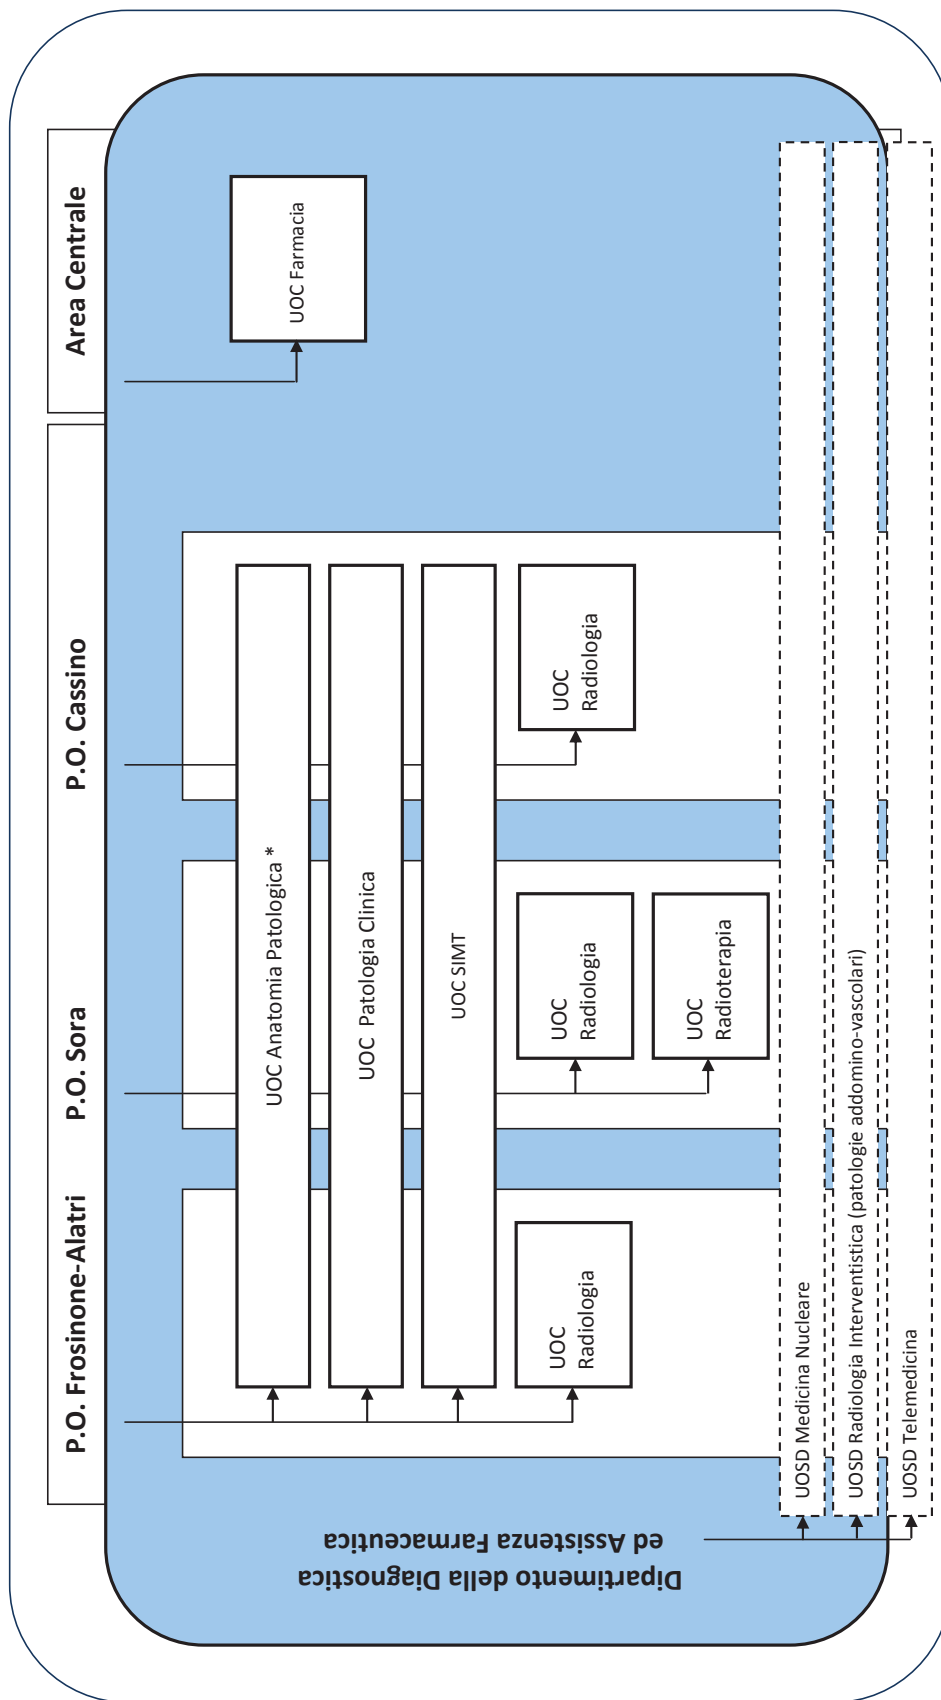 P.O. Frosinone-Alatri
P.O. Sora
P.O. Cassino
Area Centrale
Dipartimento della Diagnostica
ed Assistenza Farmaceutica
UOC Anatomia Patologica *
UOC Patologia Clinica
UOC SIMT
UOC
Radiologia
UOC
Radiologia
UOC
Radioterapia
UOC
Radiologia
UOC Farmacia
UOSD Medicina Nucleare
UOSD Radiologia Interventistica (patologie addomino-vascolari)
UOSD Telemedicina